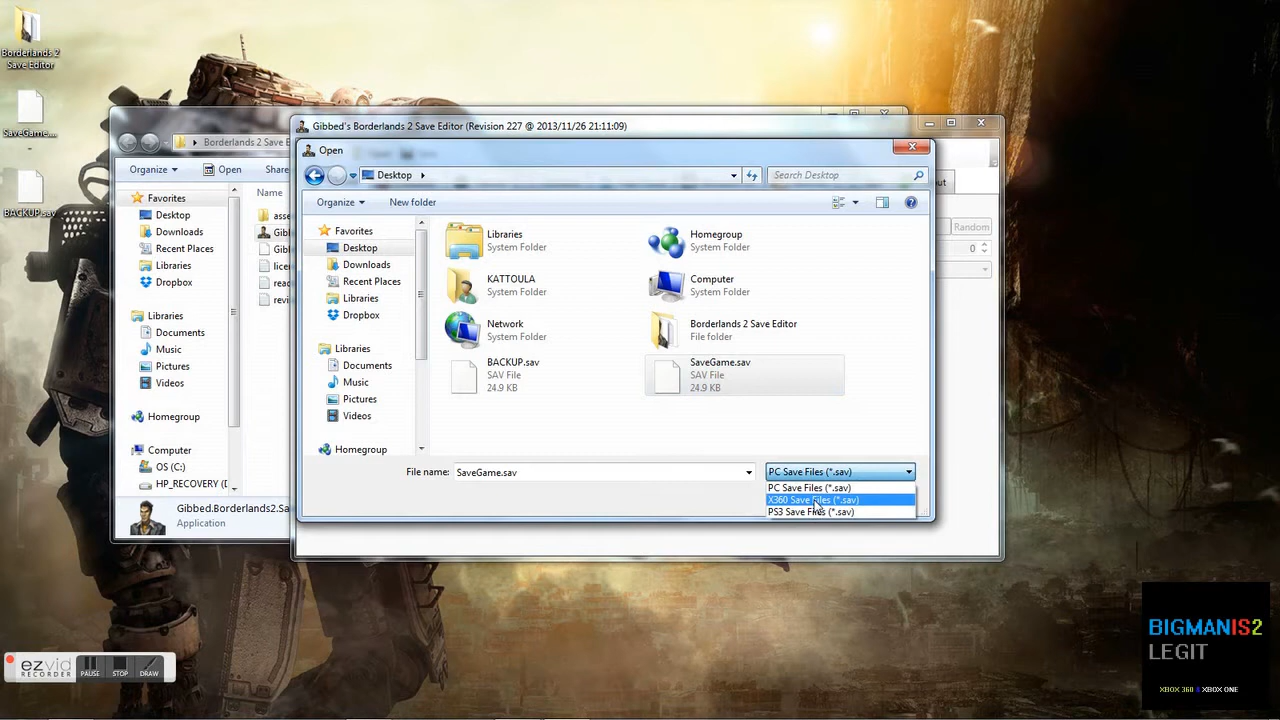 Borderlands 2
Save Editor
SaveGame....
BACKUP.sav
Gibbed's Borderlands 2 Save Editor (Revision 227 @ 2013/11/26 21:11:09)
Borderlands 2 Save E
Organize
Open
Share
Name
Favorites
Desktop
Downloads
Recent Places
Libraries
Dropbox
Libraries
Documents
Music
Pictures
Videos
Homegroup
Computer
OS (C:)
HP_RECOVERY (D
asse
Gibb
Gibb
licen
read
revi
Gibbed.Borderlands2.Sa
Application
Random
0
Open
Desktop
Search Desktop
Organize
New folder
Favorites
Desktop
Downloads
Recent Places
Libraries
Dropbox
Libraries
Documents
Music
Pictures
Videos
Homegroup
Libraries
System Folder
Homegroup
System Folder
KATTOULA
System Folder
Computer
System Folder
Network
System Folder
Borderlands 2 Save Editor
File folder
BACKUP.sav
SAV File
24.9 KB
SaveGame.sav
SAV File
24.9 KB
File name:
SaveGame.sav
PC Save Files (*.sav)
PC Save Files (*.sav)
X360 Save Files (*.sav)
PS3 Save Files (*.sav)
ezvid
RECORDER
PAUSE
STOP
DRAW
BIGMANIS2
LEGIT
XBOX 360 & XBOX ONE